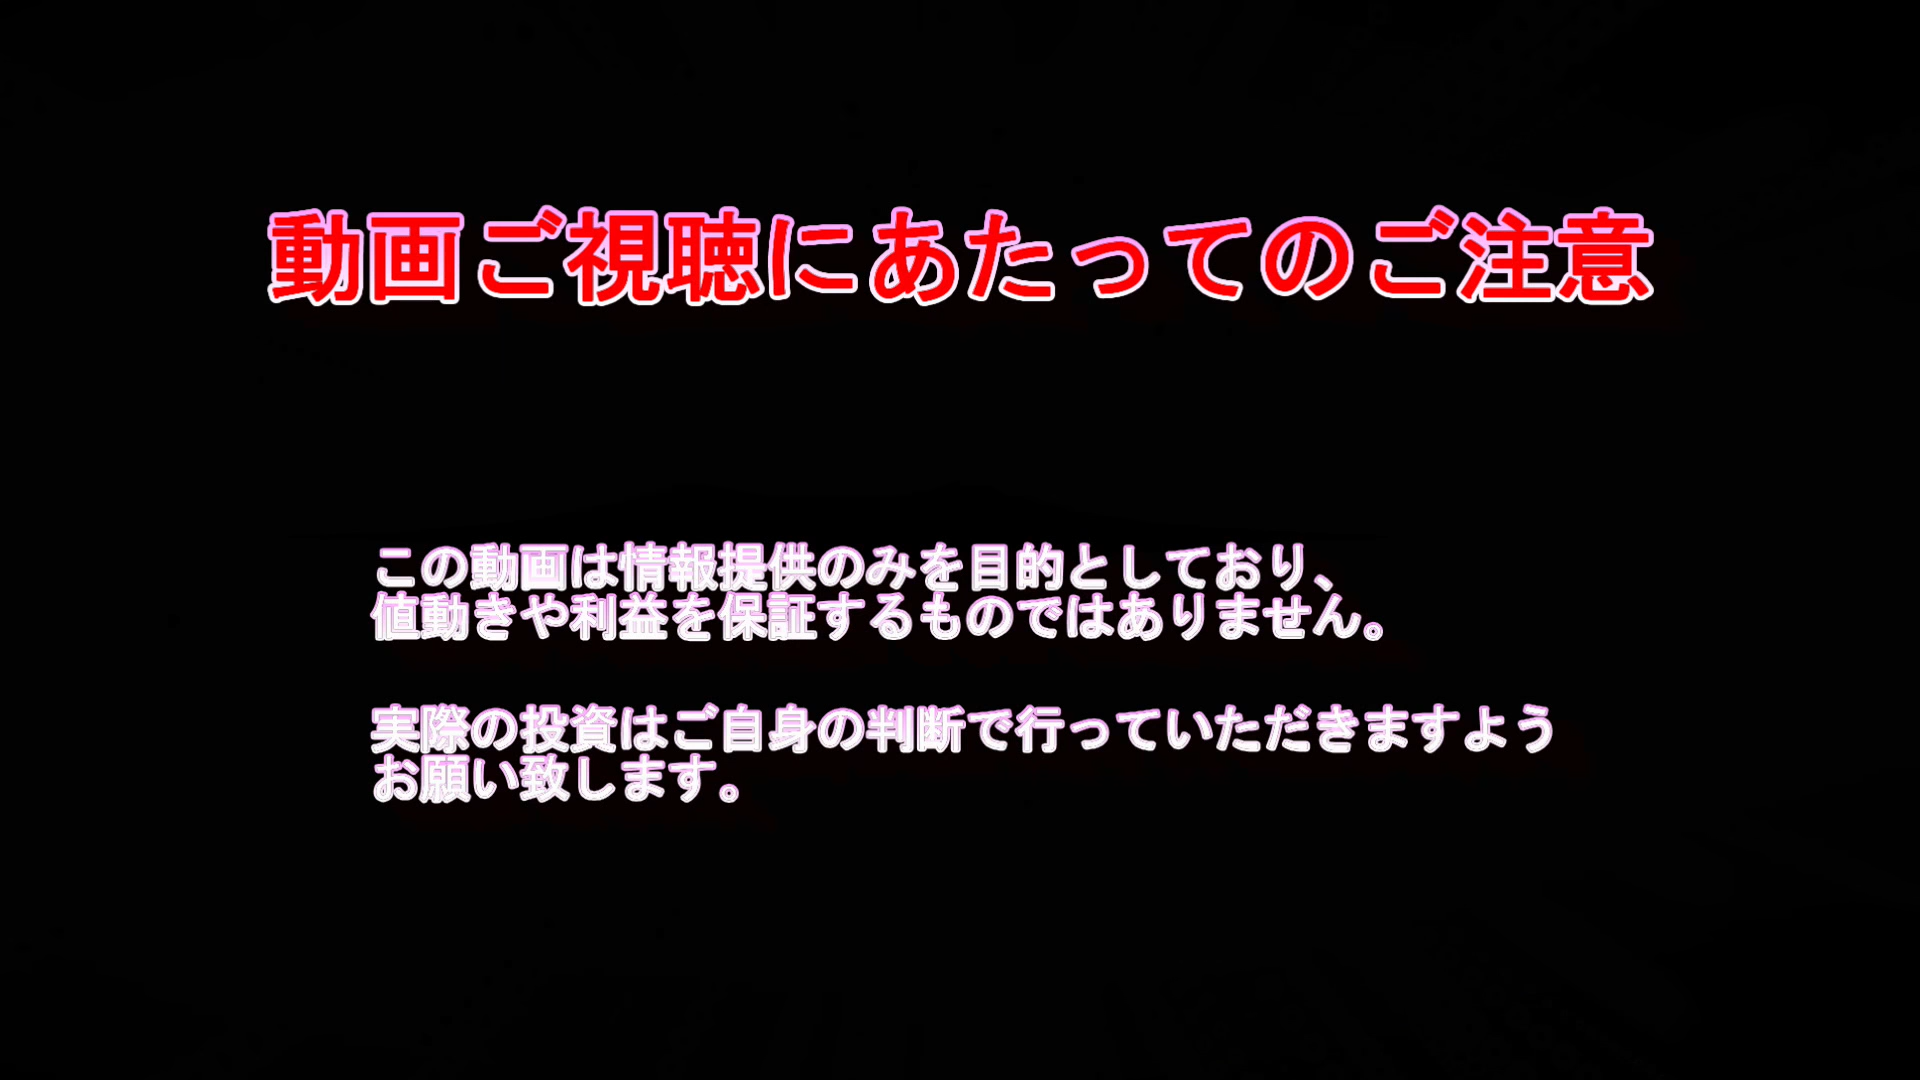 動画ご視聴にあたってのご注意
この動画は情報提供のみを目的としており、
値動きや利益を保証するものではありません。
実際の投資はご自身の判断で行っていただきますよう
お願い致します。